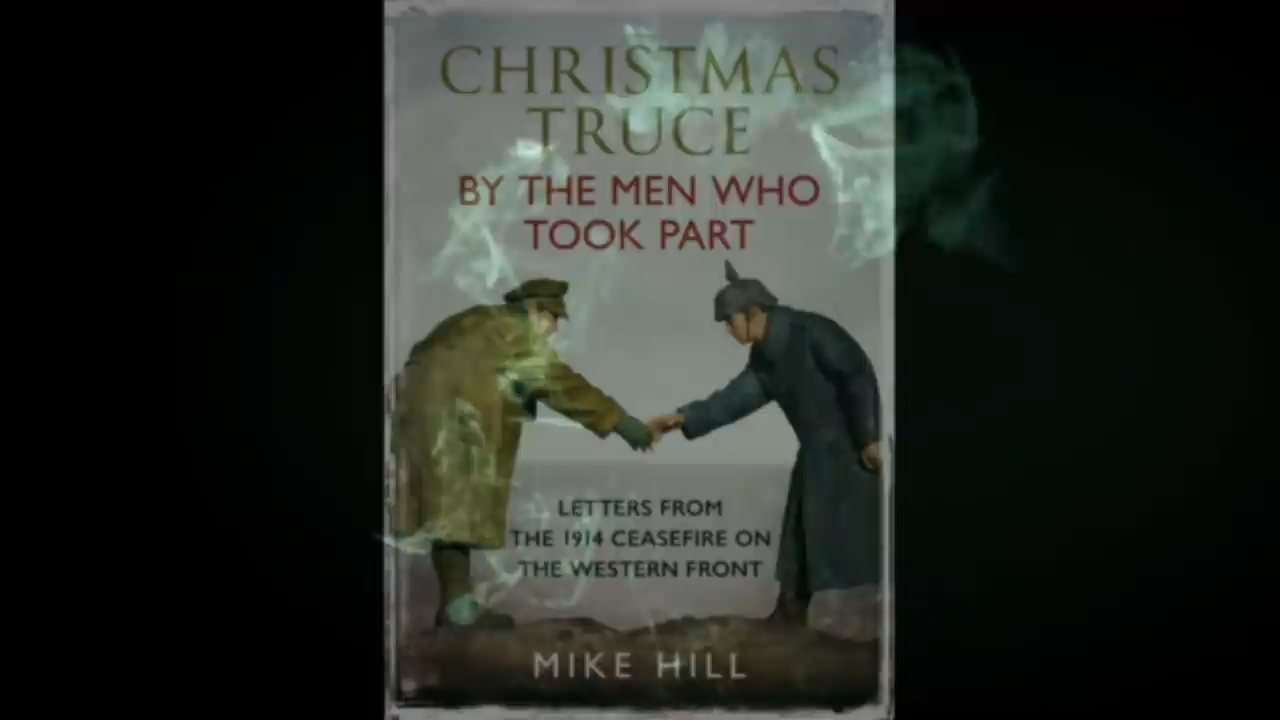 CHRISTMAS
TRUCE
BY THE MEN WHO
TOOK PART
LETTERS FROM
THE 1914 CEASEFIRE ON
THE WESTERN FRONT
MIKE HILL